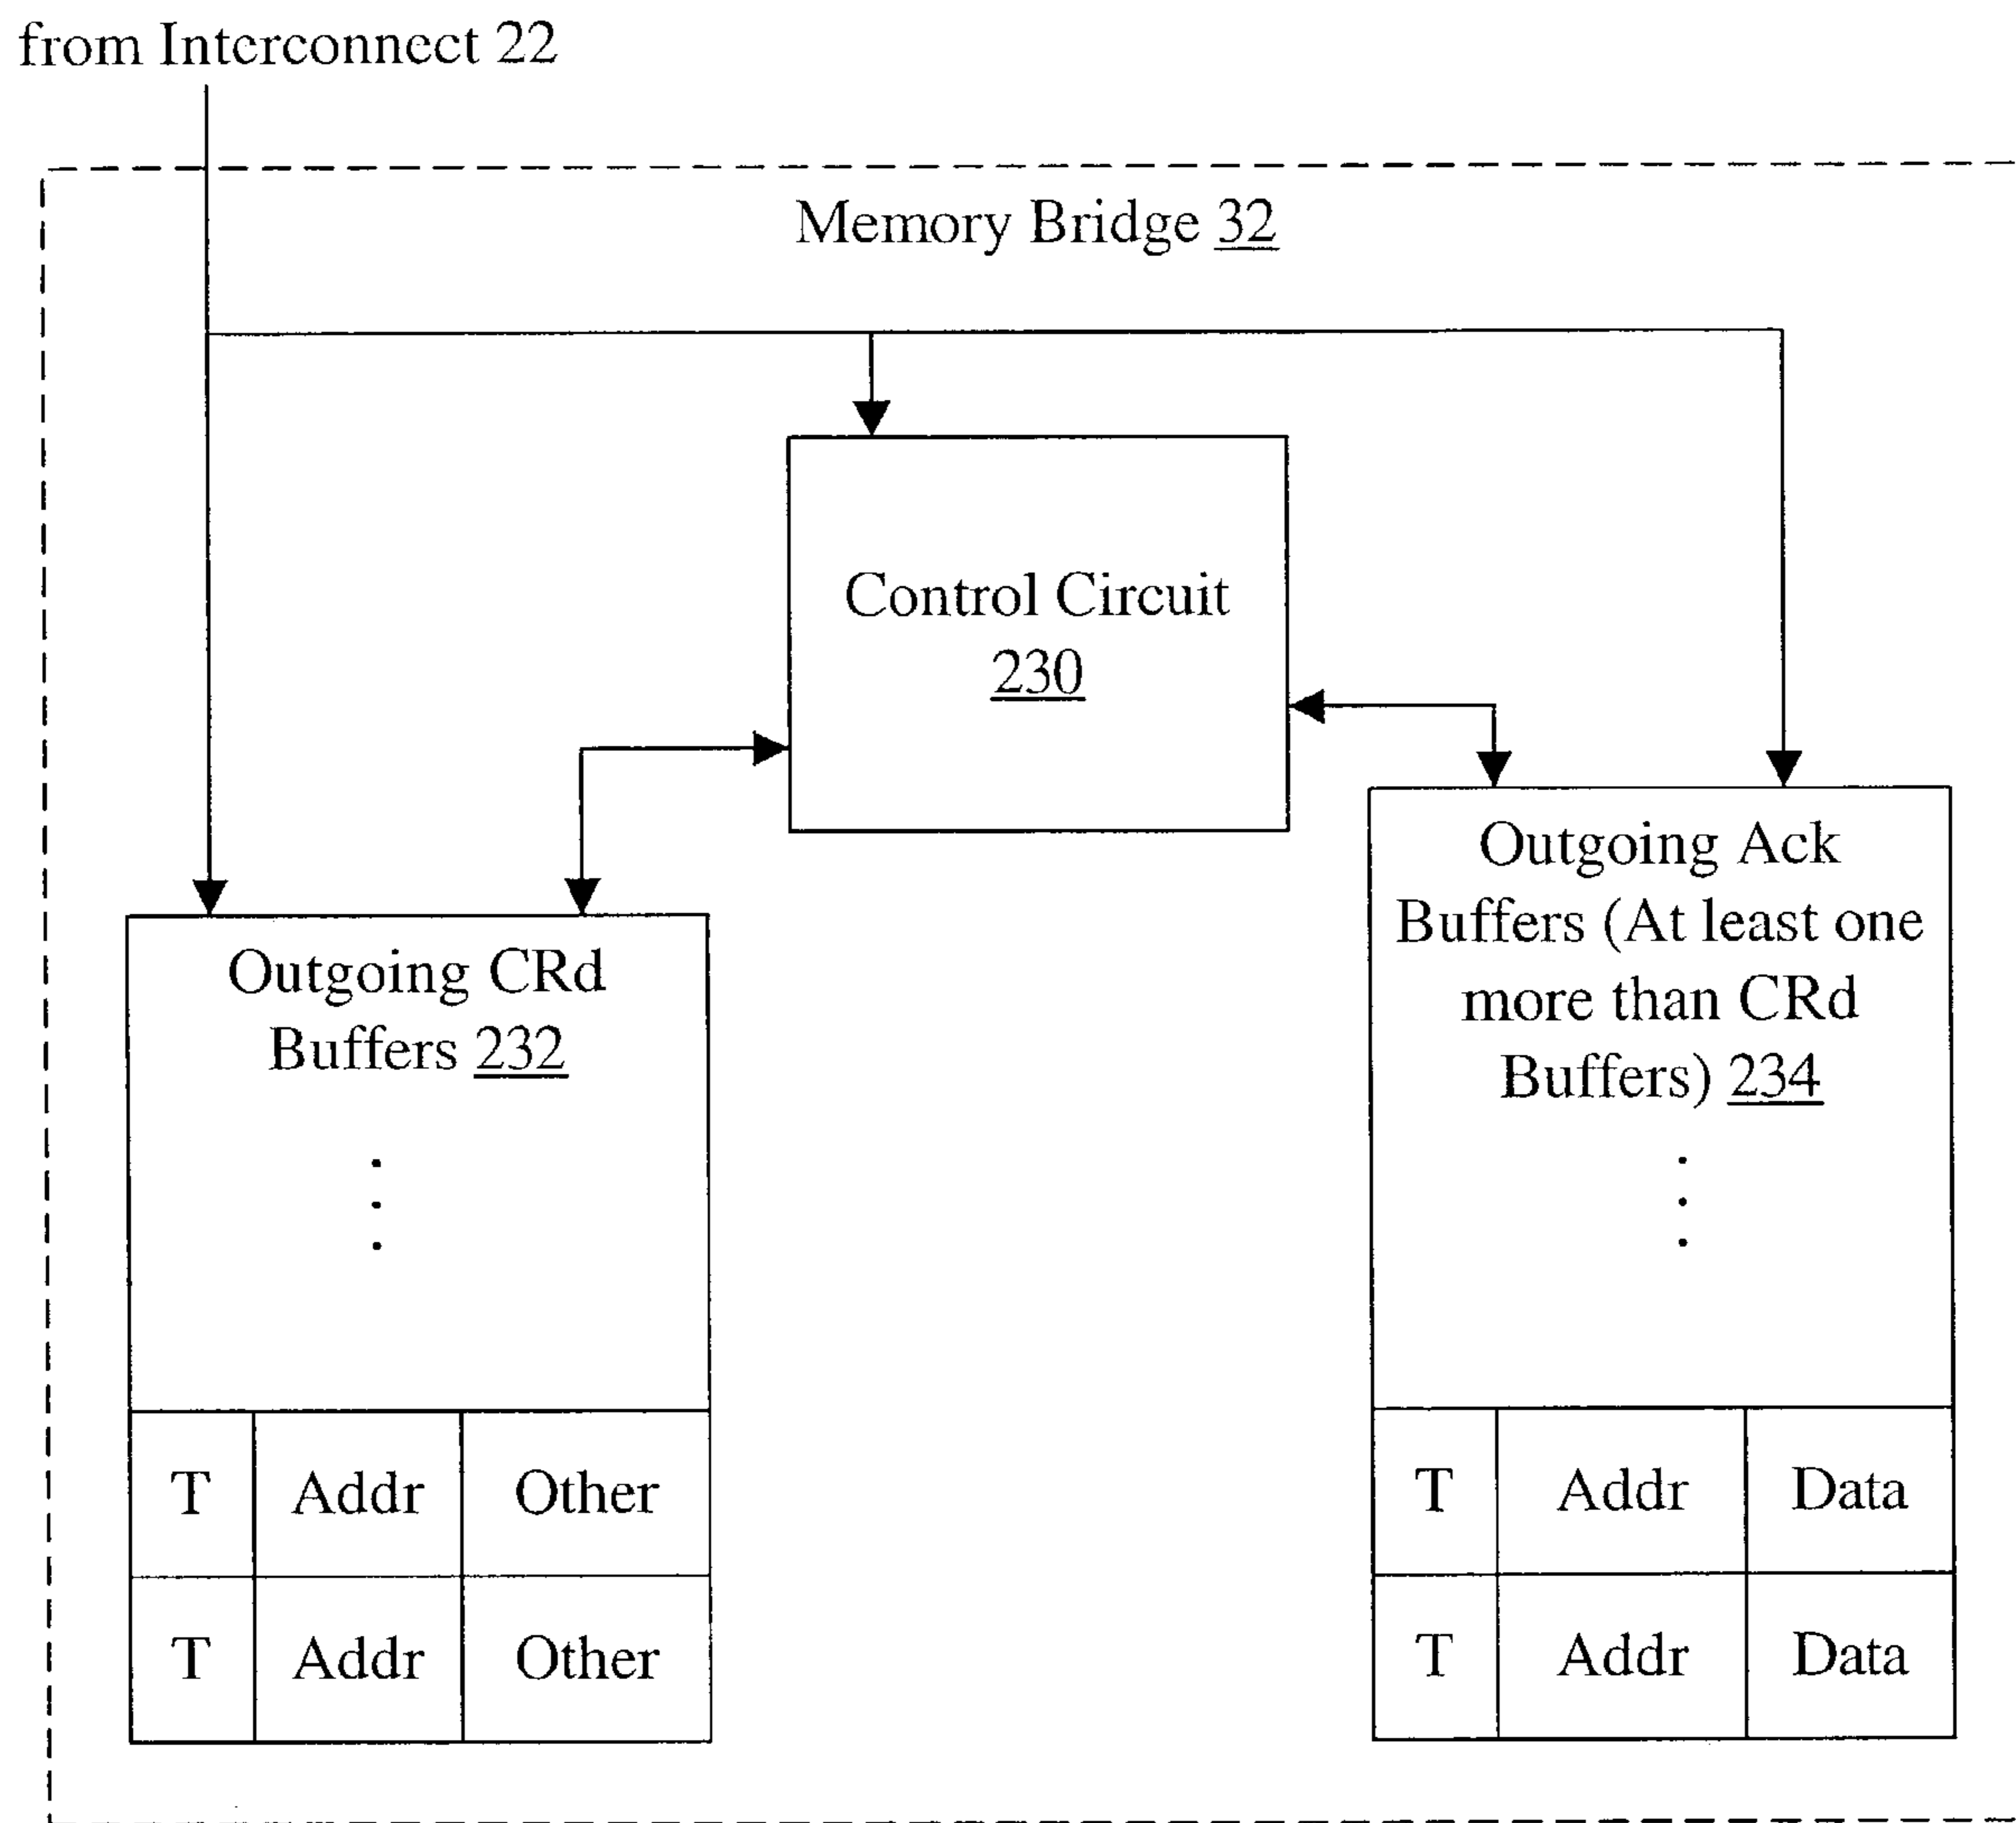 from Interconnect 22
Memory Bridge 32
Control Circuit
230
Outgoing Ack
Buffers (At least one
more than CRd
Buffers) 234
Outgoing CRd
Buffers 232
T Addr Other
T Addr Other
T Addr Data
T Addr Data